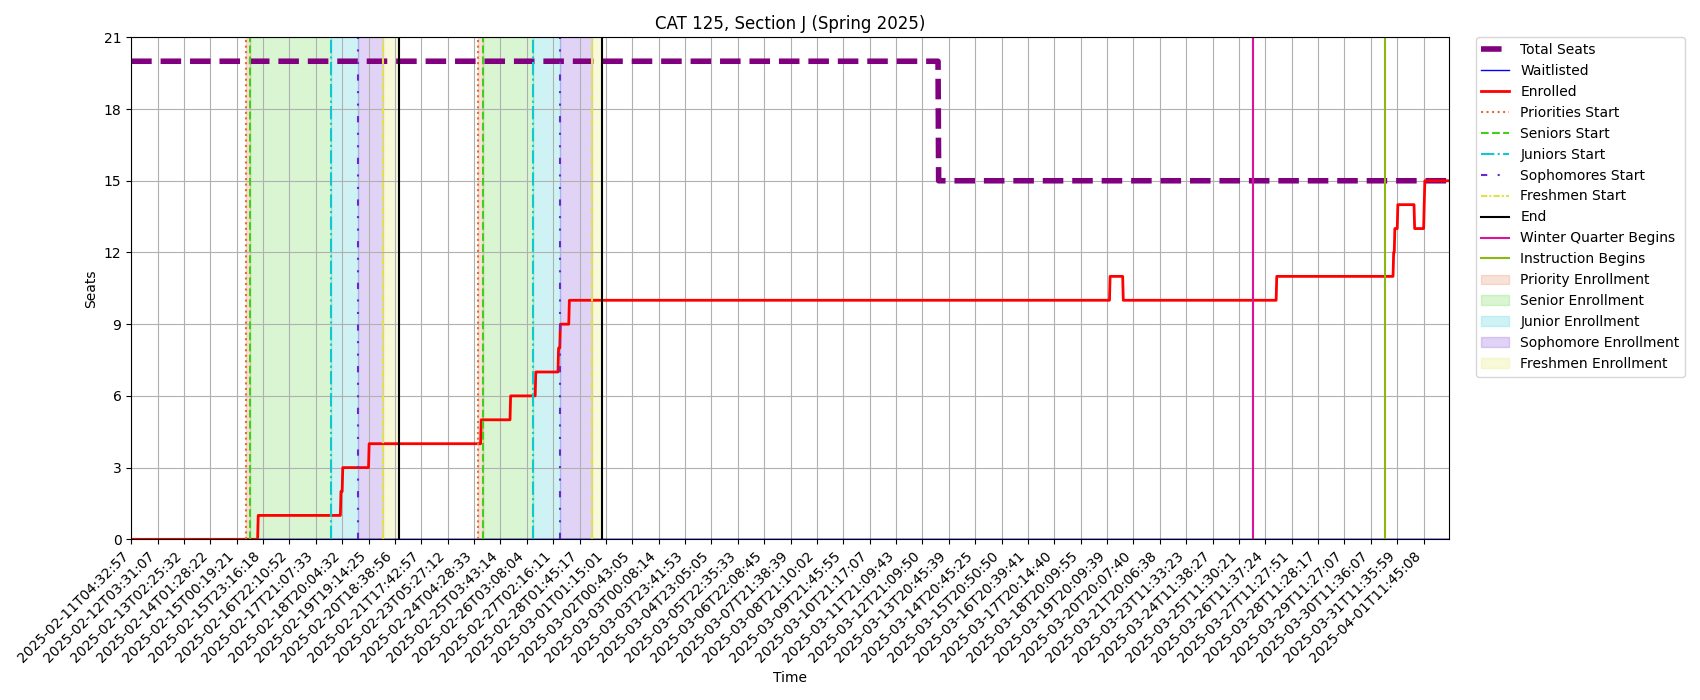 CAT 125, Section J (Spring 2025)
Seats
21
18
15
12
9
6
3
0
2025-02-11T04:32:57
2025-02-12T03:31:07
2025-02-13T02:25:32
2025-02-14T01:28:22
2025-02-15T00:19:21
2025-02-15T23:16:18
2025-02-16T22:10:52
2025-02-17T21:07:33
2025-02-18T20:04:32
2025-02-19T19:14:25
2025-02-20T18:38:56
2025-02-21T17:42:57
2025-02-23T05:27:12
2025-02-24T04:28:33
2025-02-25T03:43:14
2025-02-26T03:08:04
2025-02-27T02:16:11
2025-02-28T01:45:17
2025-03-01T01:15:01
2025-03-02T00:43:05
2025-03-03T00:08:14
2025-03-03T23:41:53
2025-03-04T23:05:05
2025-03-05T22:35:33
2025-03-06T22:08:45
2025-03-07T21:38:39
2025-03-08T21:10:02
2025-03-09T21:45:55
2025-03-10T21:17:07
2025-03-11T21:09:43
2025-03-12T21:09:50
2025-03-13T20:45:39
2025-03-14T20:45:25
2025-03-15T20:50:50
2025-03-16T20:39:41
2025-03-17T20:14:40
2025-03-18T20:09:55
2025-03-19T20:09:39
2025-03-20T20:07:40
2025-03-21T20:06:38
2025-03-23T11:33:23
2025-03-24T11:38:27
2025-03-25T11:30:21
2025-03-26T11:37:24
2025-03-27T11:27:51
2025-03-28T11:28:17
2025-03-29T11:27:07
2025-03-30T11:36:07
2025-03-31T11:35:59
2025-04-01T11:45:08
Time
Total Seats
Waitlisted
Enrolled
Priorities Start
Seniors Start
Juniors Start
Sophomores Start
Freshmen Start
End
Winter Quarter Begins
Instruction Begins
Priority Enrollment
Senior Enrollment
Junior Enrollment
Sophomore Enrollment
Freshmen Enrollment